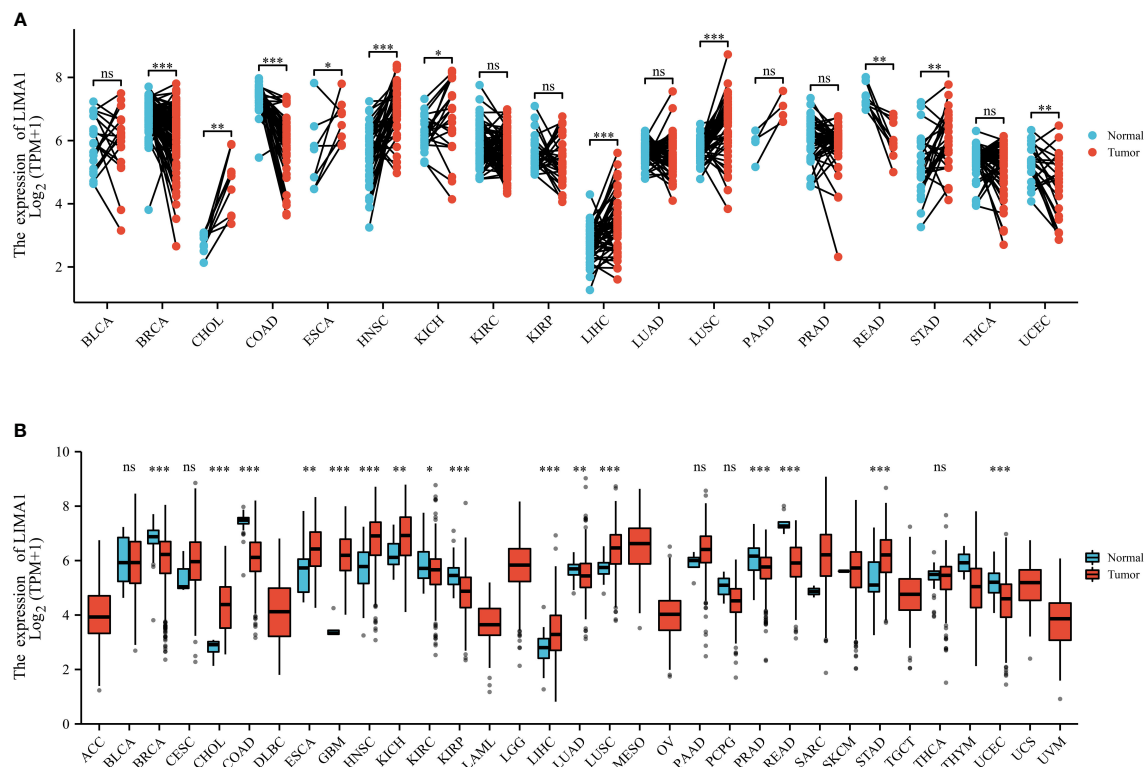 A
The expression of LIMA1
Log2 (TPM+1)
8
6
4
2
ns
***
**
***
*
***
*
ns
ns
***
ns
***
ns
ns
**
**
ns
**
Normal
Tumor
BLCA
BRCA
CHOL
COAD
ESCA
HNSC
KICH
KIRC
KIRP
LIHC
LUAD
LUSC
PAAD
PRAD
READ
STAD
THCA
UCEC
B
The expression of LIMA1
Log2 (TPM+1)
10
8
6
4
2
0
ns
***
ns
***
***
**
***
***
**
*
***
***
**
***
ns
ns
***
***
***
ns
***
Normal
Tumor
ACC
BLCA
BRCA
CESC
CHOL
COAD
DLBC
ESCA
GBM
HNSC
KICH
KIRC
KIRP
LAML
LGG
LIHC
LUAD
LUSC
MESO
OV
PAAD
PCPG
PRAD
READ
SARC
SKCM
STAD
TGCT
THCA
THYM
UCEC
UCS
UVM